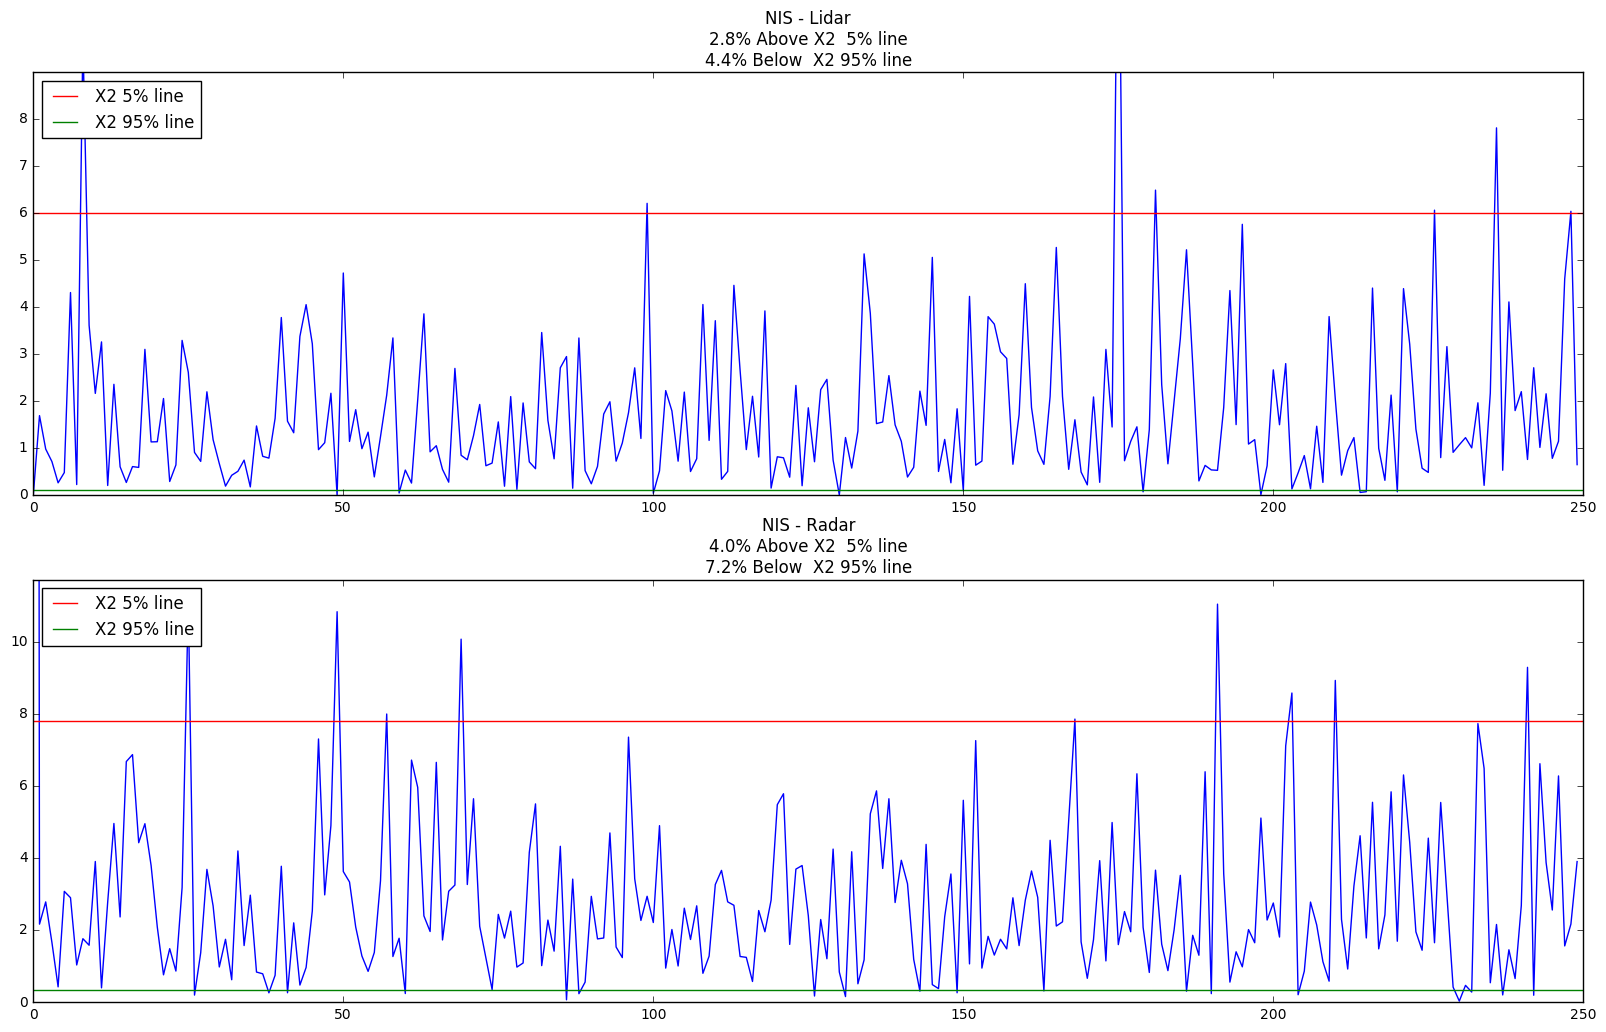 NIS - Lidar
2.8% Above X2  5% line
4.4% Below  X2 95% line
X2 5% line
X2 95% line
8
7
6
5
4
3
2
1
0
0 50 100 150 200 250
NIS - Radar
4.0% Above X2  5% line
7.2% Below  X2 95% line
X2 5% line
X2 95% line
10
8
6
4
2
0
0 50 100 150 200 250